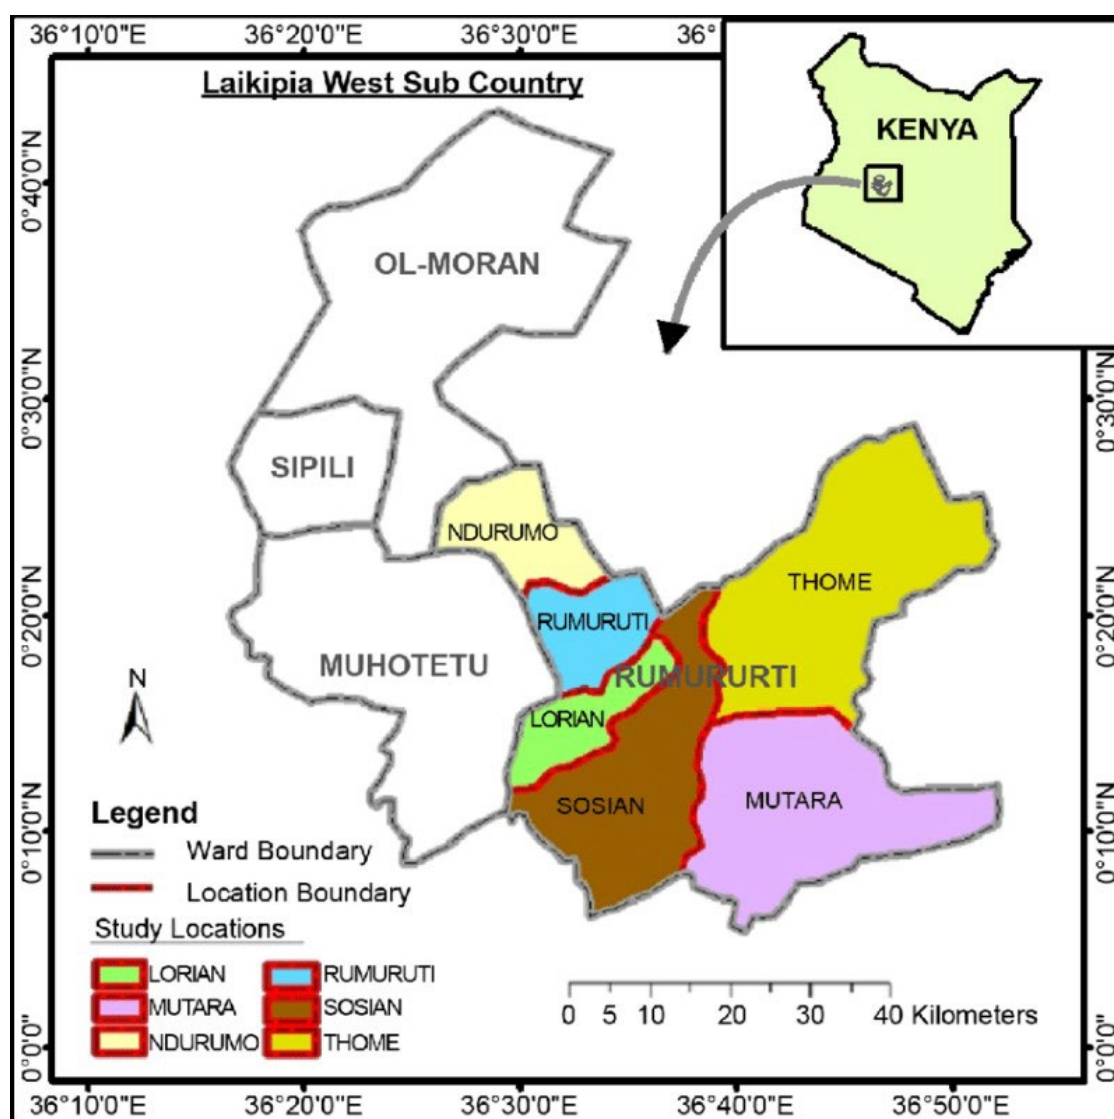 36°10'0"E 36°20'0"E 36°30'0"E 36°
Laikipia West Sub Country
KENYA
0°40'0"N
0°40'0"N
OL-MORAN
0°30'0"N
0°30'0"N
SIPILI
NDURUMO
THOME
0°20'0"N
0°20'0"N
RUMURUTI
MUHOTETU
RUMURURTI
N
LORIAN
SOSIAN
MUTARA
0°10'0"N
0°10'0"N
Legend
Ward Boundary
Location Boundary
Study Locations
LORIAN RUMURUTI
MUTARA SOSIAN
NDURUMO THOME
0 5 10 20 30 40 Kilometers
0°0'0"
0°0'0"N
36°10'0"E 36°20'0"E 36°30'0"E 36°40'0"E 36°50'0"E